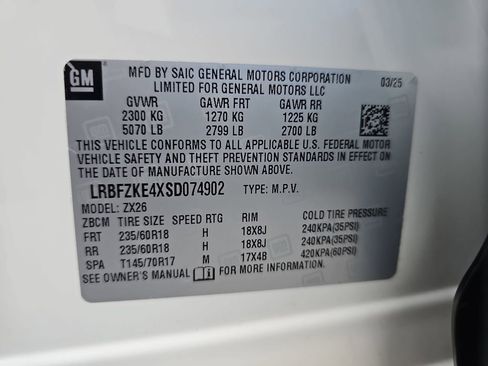 GM
MFD BY SAIC GENERAL MOTORS CORPORATION 03/25
LIMITED FOR GENERAL MOTORS LLC
GVWR GAWR FRT GAWR RR
2300 KG 1270 KG 1225 KG
5070 LB 2799 LB 2700 LB
THIS VEHICLE CONFORMS TO ALL APPLICABLE U.S. FEDERAL MOTOR
VEHICLE SAFETY AND THEFT PREVENTION STANDARDS IN EFFECT ON
THE DATE OF MANUFACTURE SHOWN ABOVE.
LRBFZKE4XSD074902 TYPE: M.P.V.
MODEL: ZX26
ZBCM TIRE SIZE SPEED RTG RIM COLD TIRE PRESSURE
FRT 235/60R18 H 18X8J 240KPA(35PSI)
RR 235/60R18 H 18X8J 240KPA(35PSI)
SPA T145/70R17 M 17X4B 420KPA(60PSI)
SEE OWNER'S MANUAL FOR MORE INFORMATION.